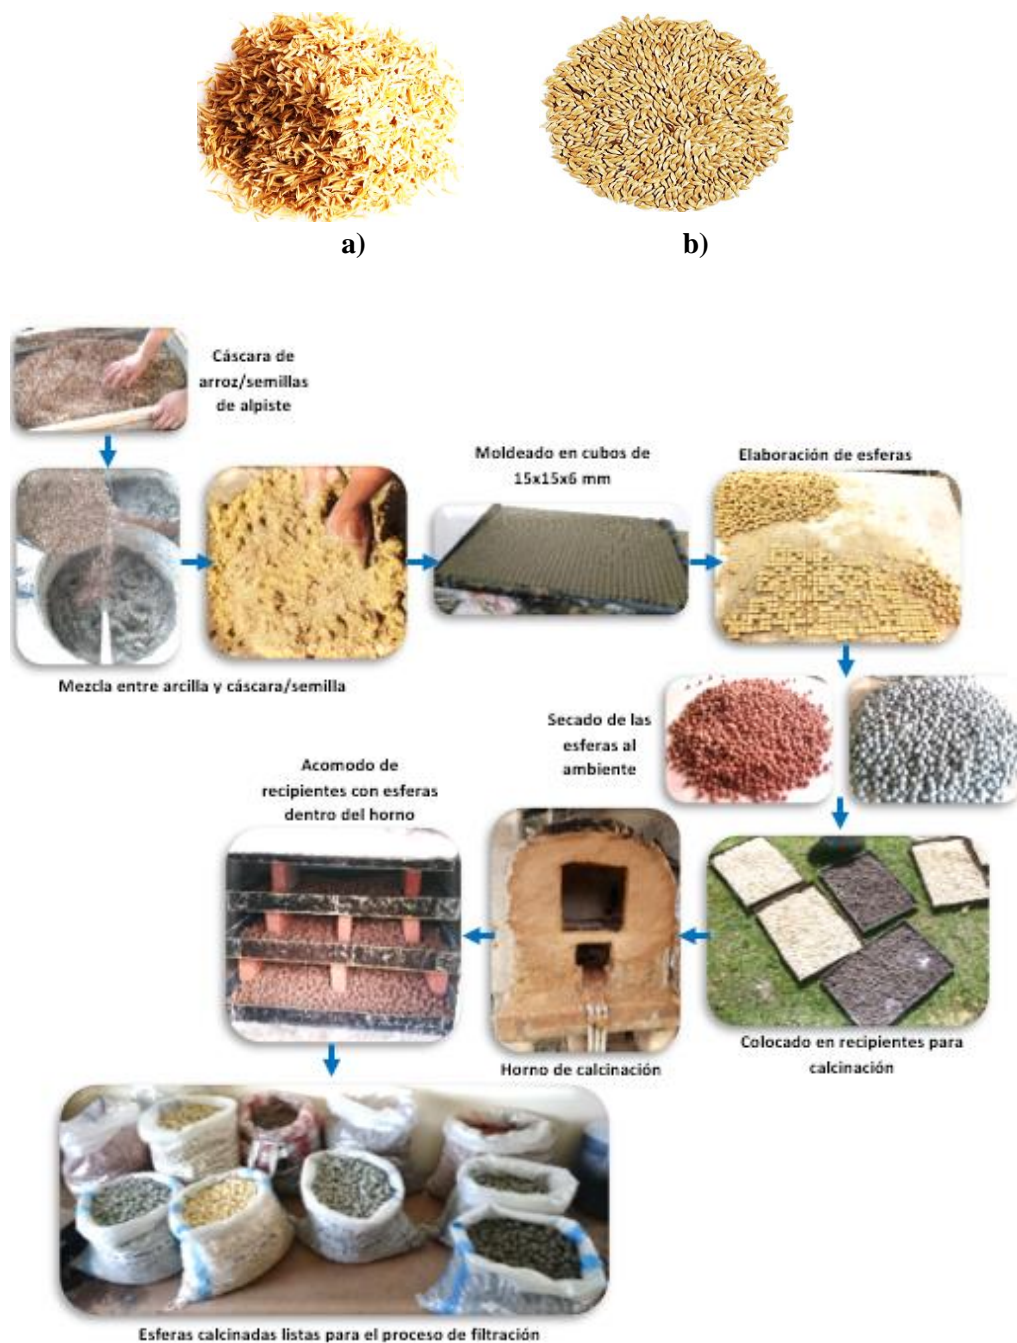 a)
b)
Cáscara de
arroz/semillas
de alpiste
Mezcla entre arcilla y cáscara/semilla
Moldeado en cubos de
15x15x6 mm
Elaboración de esferas
Secado de las
esferas al
ambiente
Colocado en recipientes para
calcinación
Horno de calcinación
Acomodo de
recipientes con esferas
dentro del horno
Esferas calcinadas listas para el proceso de filtración